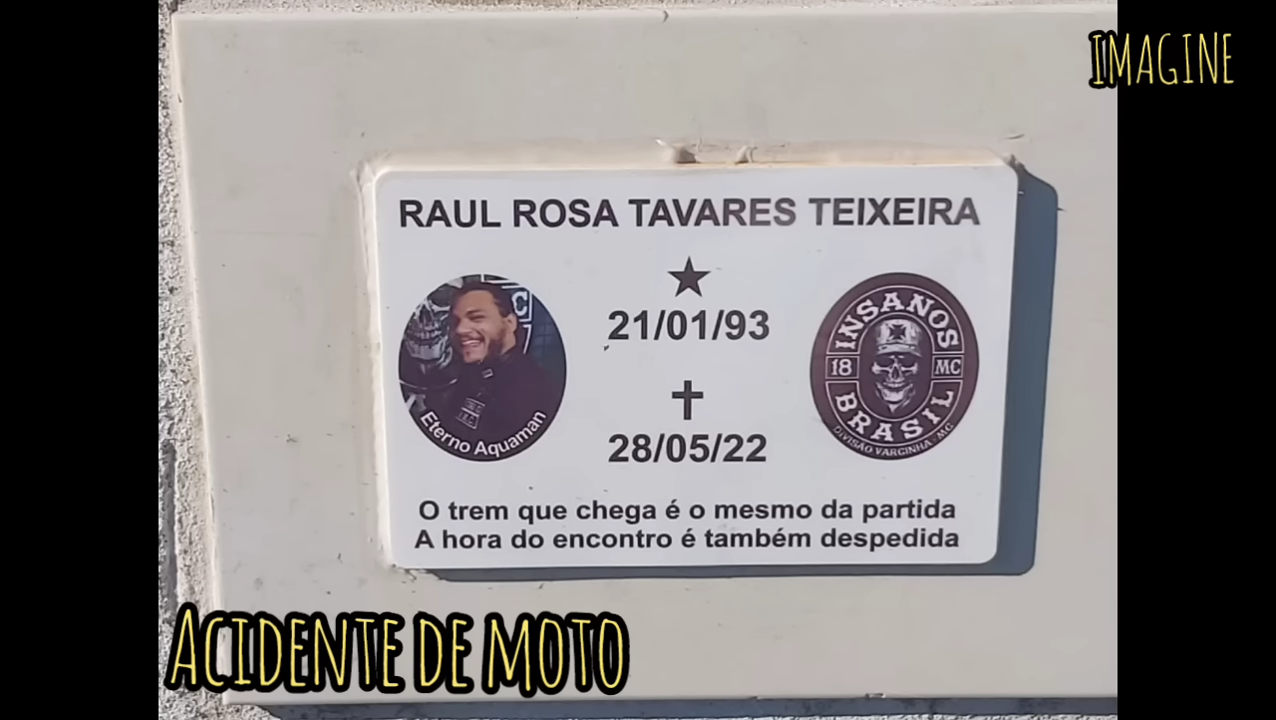 IMAGINE
RAUL ROSA TAVARES TEIXEIRA
21/01/93
28/05/22
Eterno Aquaman
INSANOS
18 MC
BRASIL
DIVISÃO VARGINHA - MG
O trem que chega é o mesmo da partida
A hora do encontro é também despedida
ACIDENTE DE MOTO